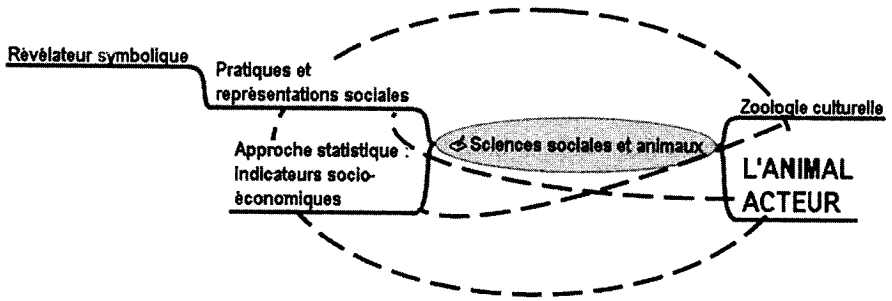 Révélateur symbolique
Pratiques et
représentations sociales
Approche statistique :
Indicateurs socio-
économiques
Sciences sociales et animaux
Zoologie culturelle
L'ANIMAL
ACTEUR